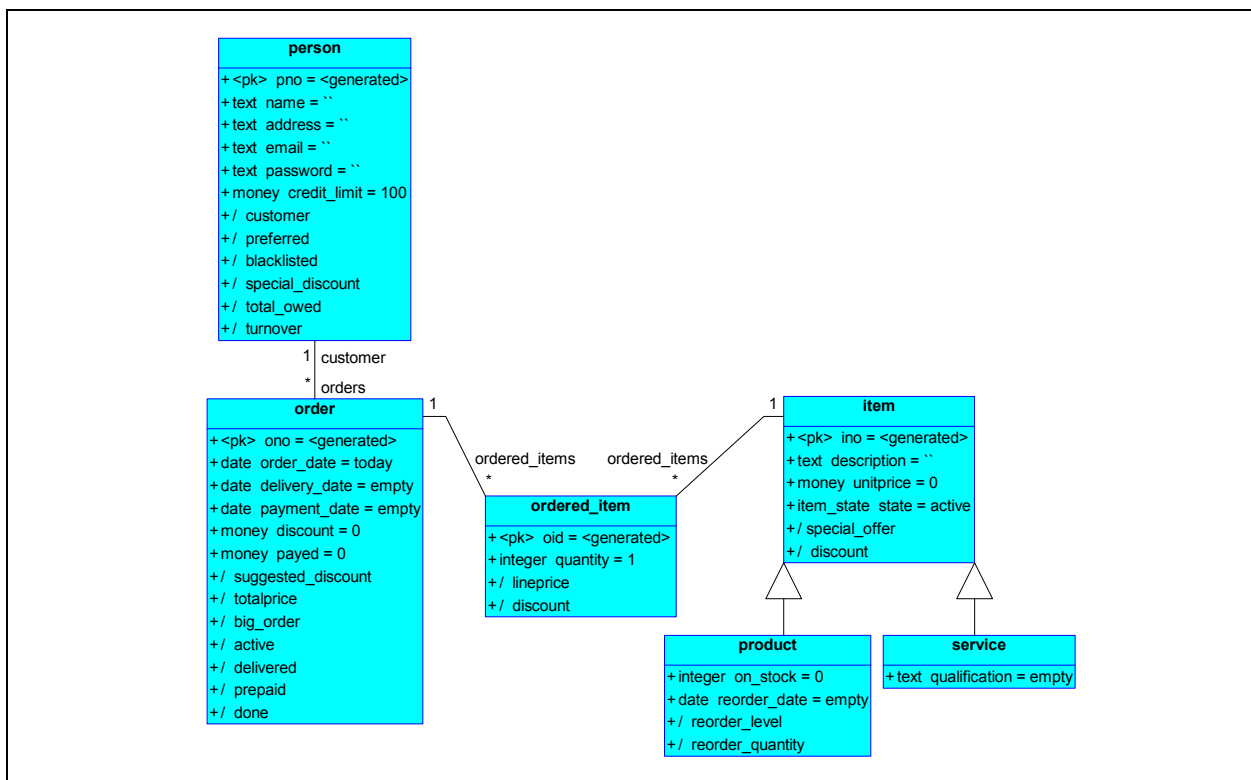 person
+ <pk> pno = <generated>
+ text name = ``
+ text address = ``
+ text email = ``
+ text password = ``
+ money credit_limit = 100
+ / customer
+ / preferred
+ / blacklisted
+ / special_discount
+ / total_owed
+ / turnover
1 customer
* orders
order
+ <pk> ono = <generated>
+ date order_date = today
+ date delivery_date = empty
+ date payment_date = empty
+ money discount = 0
+ money payed = 0
+ / suggested_discount
+ / totalprice
+ / big_order
+ / active
+ / delivered
+ / prepaid
+ / done
1
ordered_items
*
ordered_item
+ <pk> oid = <generated>
+ integer quantity = 1
+ / lineprice
+ / discount
1
ordered_items
*
item
+ <pk> ino = <generated>
+ text description = ``
+ money unitprice = 0
+ item_state state = active
+ / special_offer
+ / discount
product
+ integer on_stock = 0
+ date reorder_date = empty
+ / reorder_level
+ / reorder_quantity
service
+ text qualification = empty